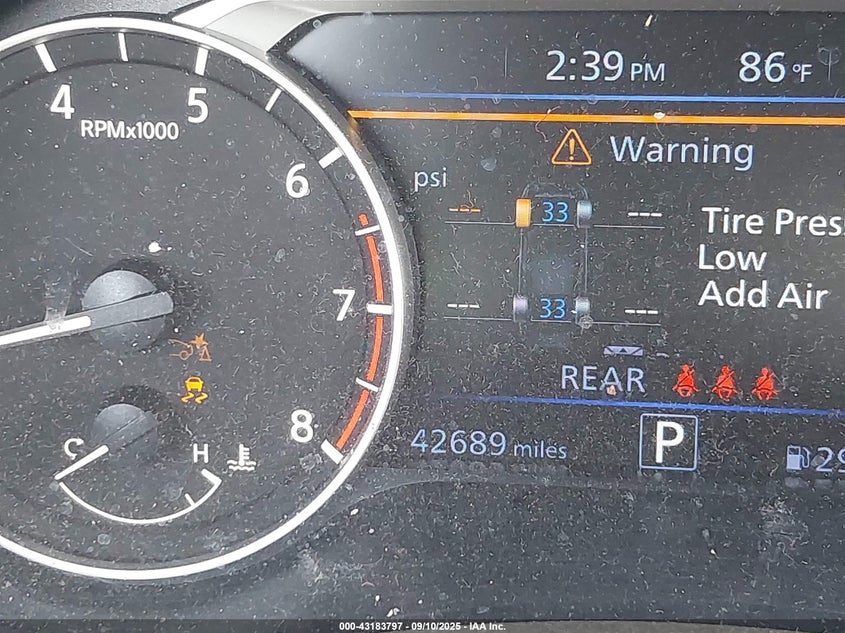 2:39 PM 86 °F
4 5
RPMx1000
Warning
6
psi
--- 33 ---
Tire Pres
Low
Add Air
7
--- 33 ---
REAR
8
C H
42689 miles P 29
000-43183797 - 09/10/2025 - IAA Inc.